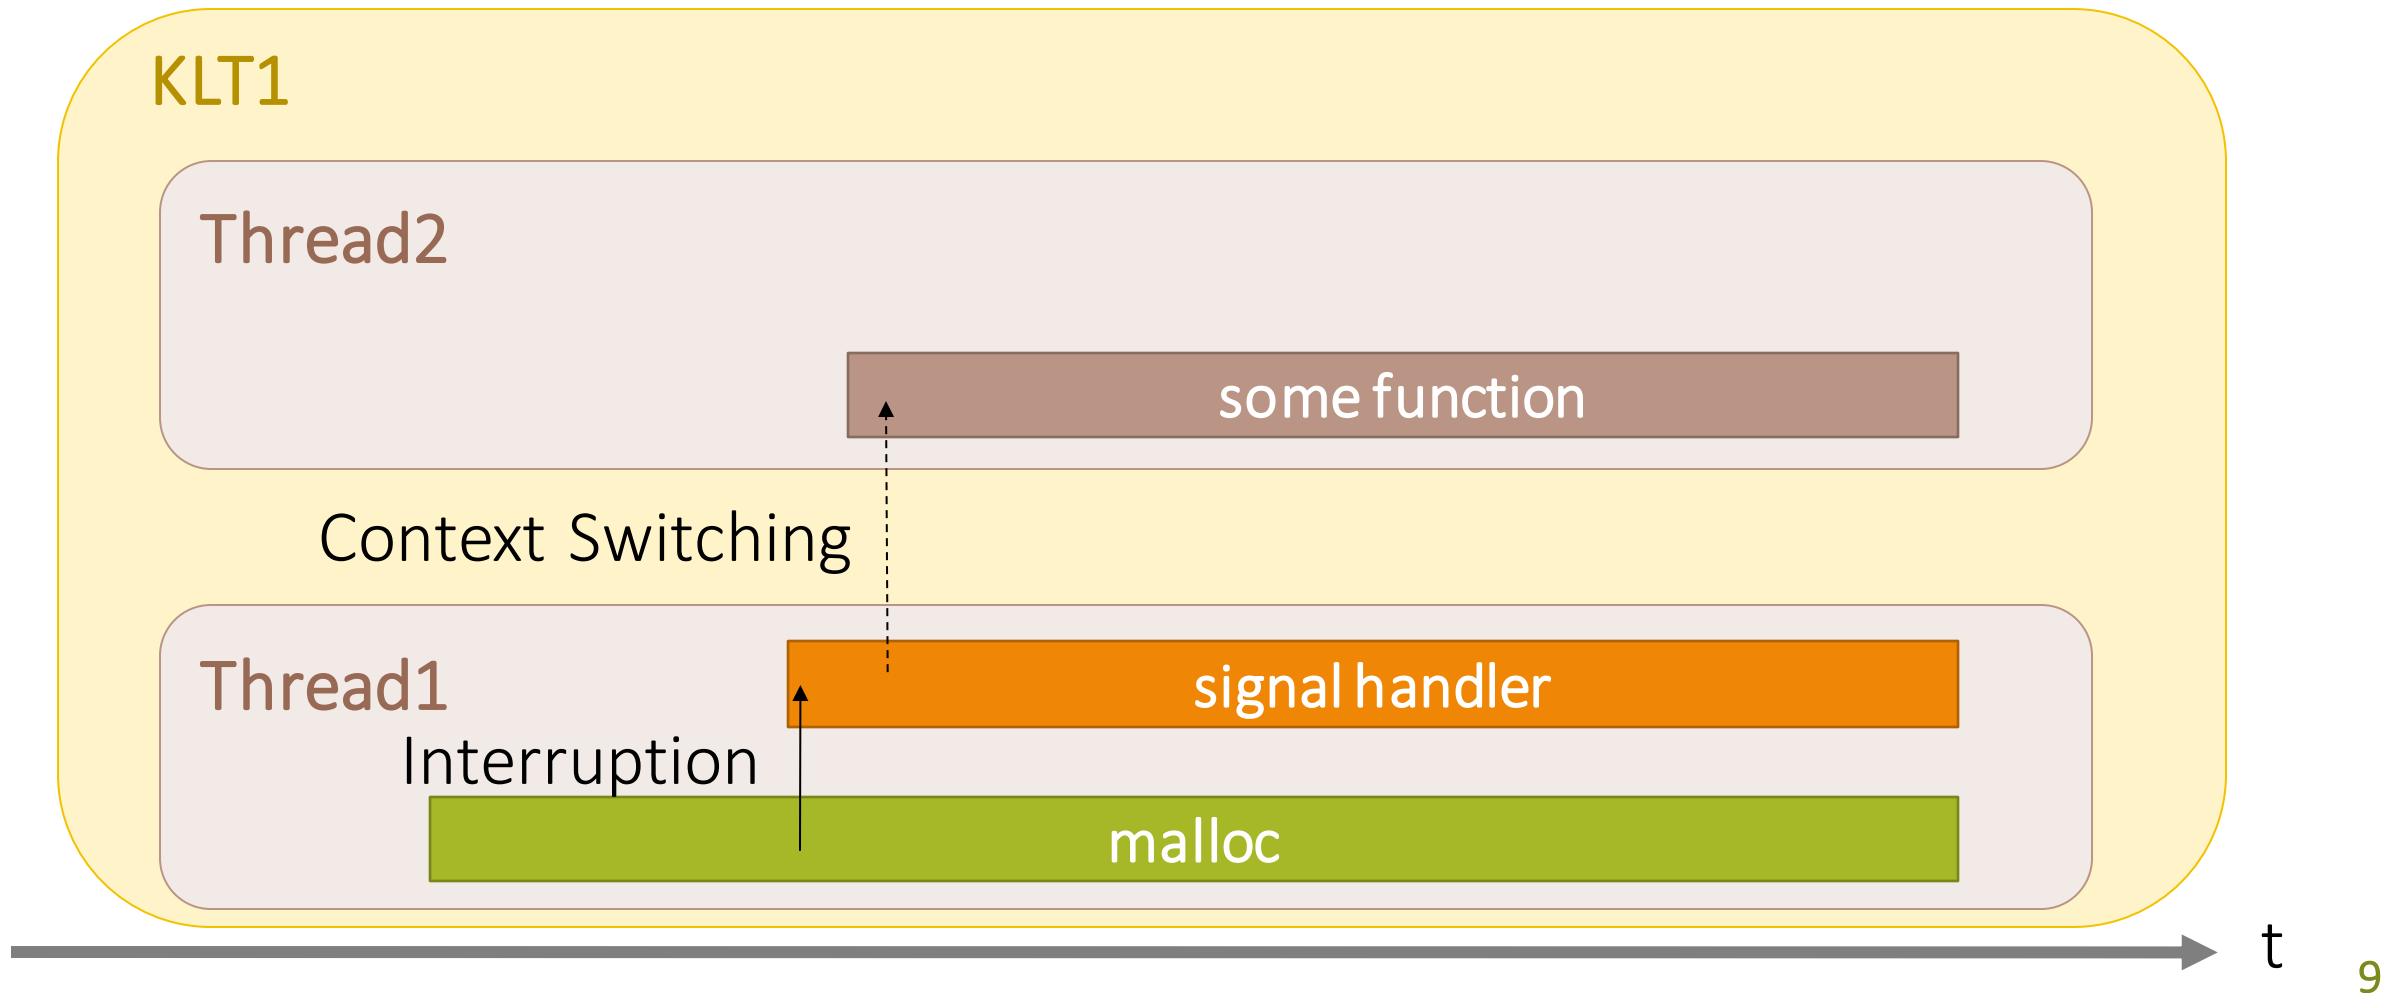 KLT1
Thread2
some function
Context Switching
Thread1
signal handler
Interruption
malloc
t
9